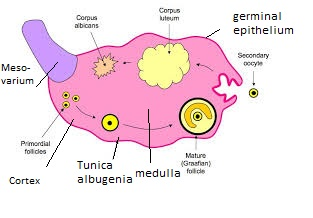 Corpus
albicans
Corpus
luteum
germinal
epithelium
Secondary
oocyte
Meso-
varium
Primordial
follicles
Cortex
Tunica
albugenia
medulla
Mature
(Graafian)
follicle